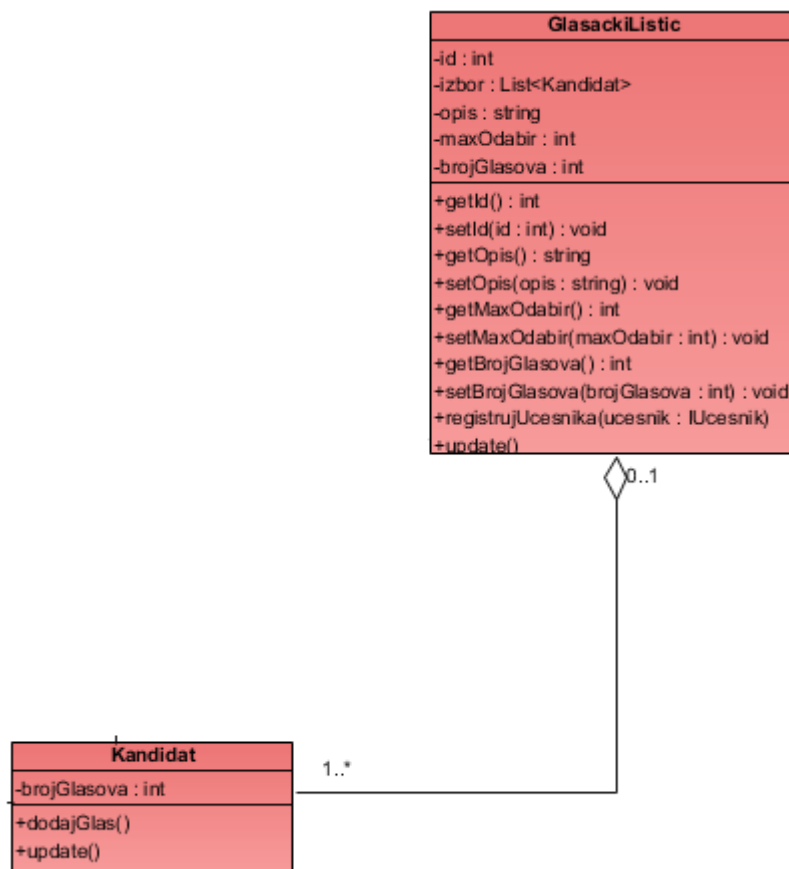 GlasackiListic
-id : int
-izbor : List<Kandidat>
-opis : string
-maxOdabir : int
-brojGlasova : int
+getId() : int
+setId(id : int) : void
+getOpis() : string
+setOpis(opis : string) : void
+getMaxOdabir() : int
+setMaxOdabir(maxOdabir : int) : void
+getBrojGlasova() : int
+setBrojGlasova(brojGlasova : int) : void
+registrujUcesnika(ucesnik : IUcesnik)
+update()
0..1
1..*
Kandidat
-brojGlasova : int
+dodajGlas()
+update()